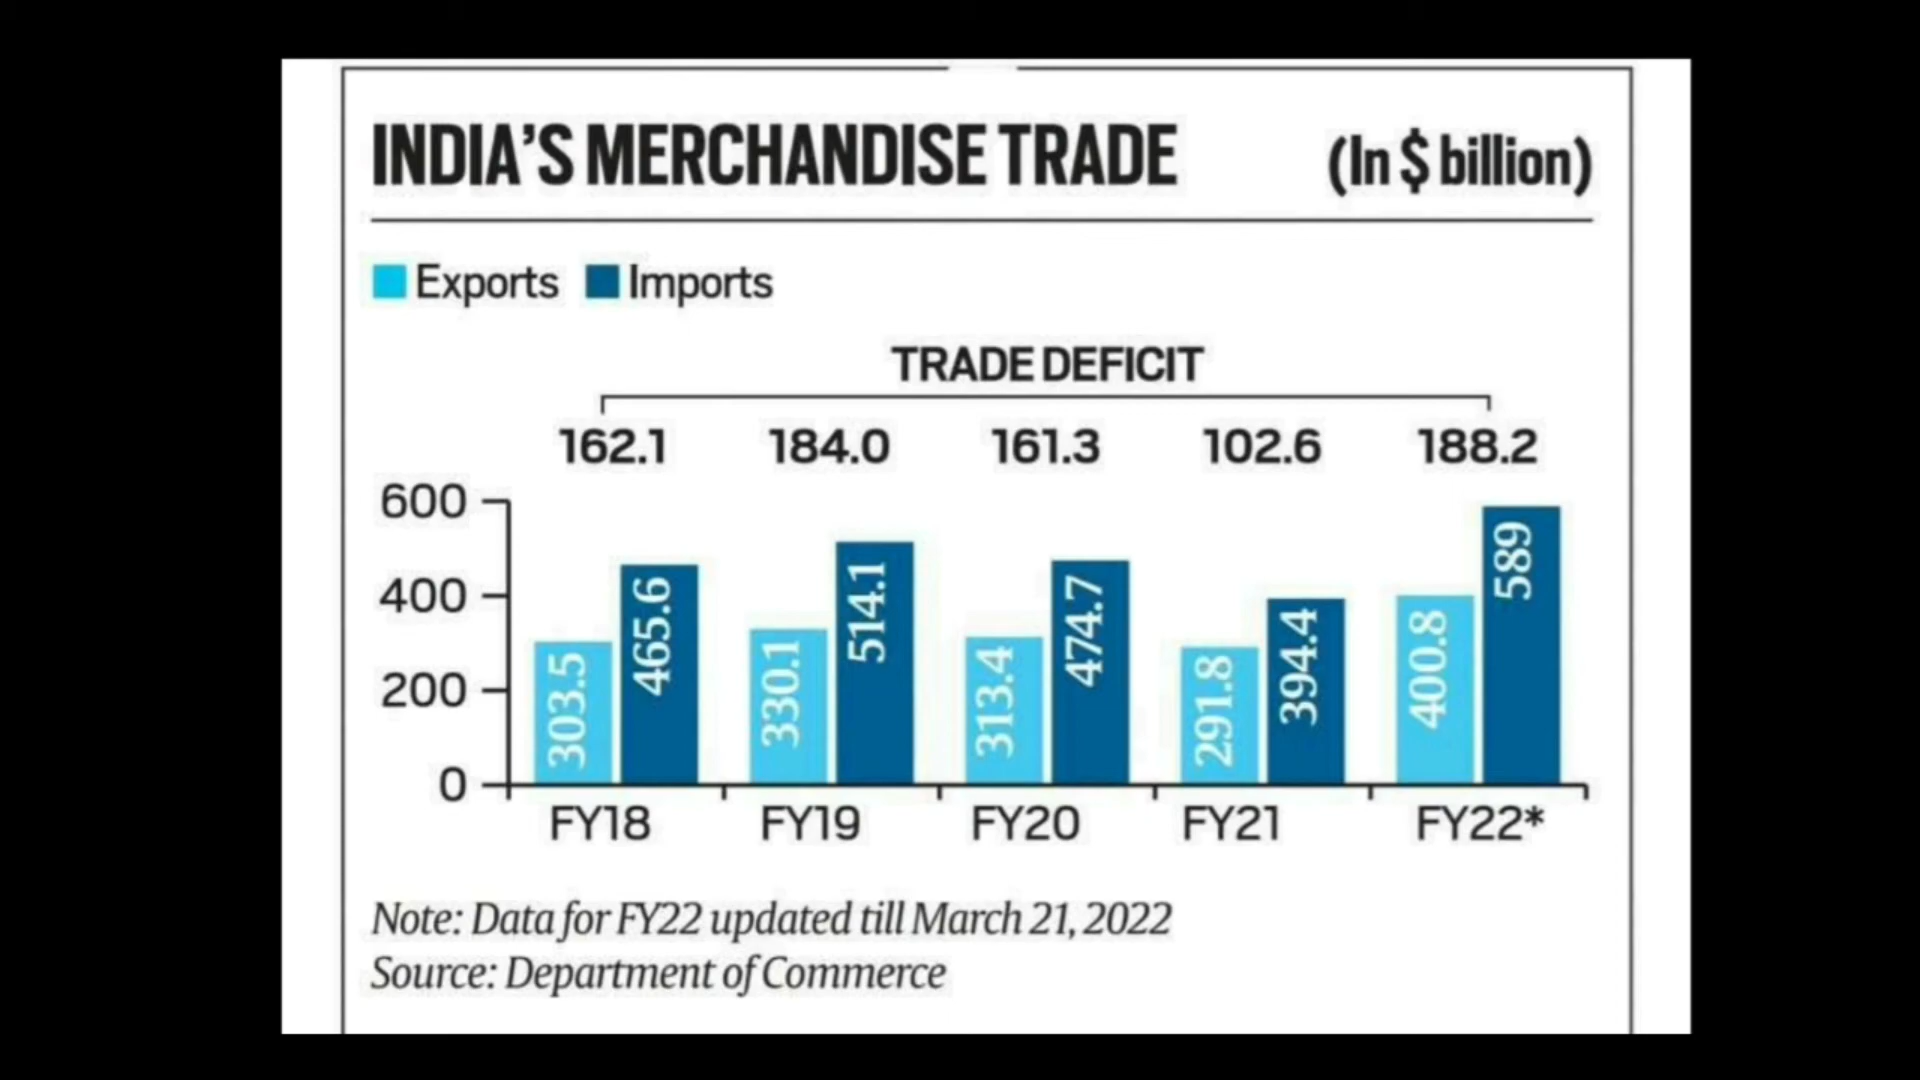 INDIA'S MERCHANDISE TRADE (In $ billion)
Exports Imports
TRADE DEFICIT
162.1 184.0 161.3 102.6 188.2
600
400
200
0
303.5 465.6 330.1 514.1 313.4 474.7 291.8 394.4 400.8 589
FY18 FY19 FY20 FY21 FY22*
Note: Data for FY22 updated till March 21, 2022
Source: Department of Commerce